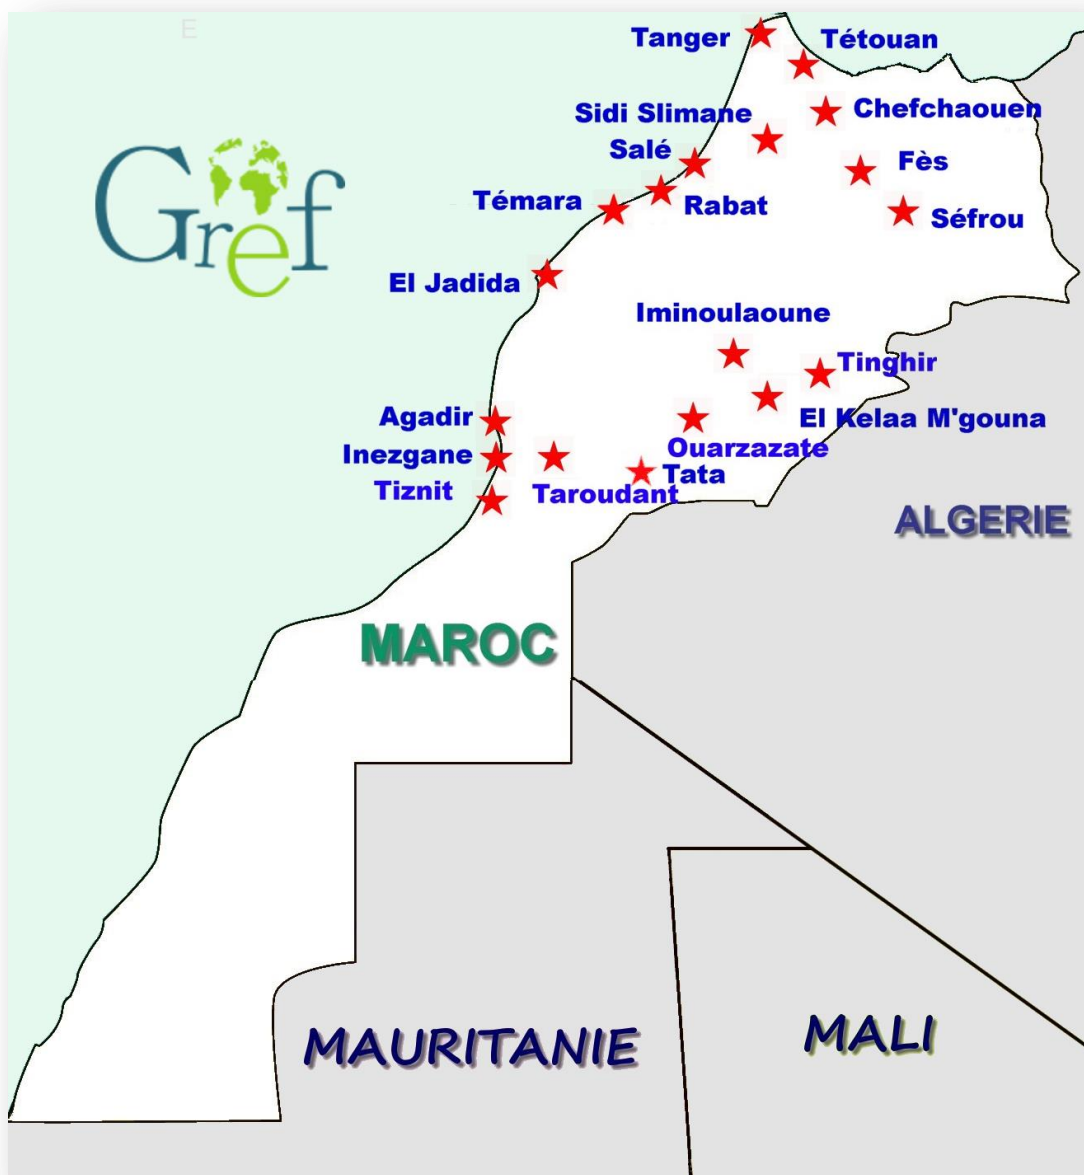 E
Tanger
Tétouan
Sidi Slimane
Chefchaouen
Salé
Fès
Témara
Rabat
Séfrou
Gref
El Jadida
Iminoulaoune
Tinghir
Agadir
El Kelaa M'gouna
Inezgane
Ouarzazate
Tiznit
Taroudant
Tata
ALGERIE
MAROC
MAURITANIE
MALI